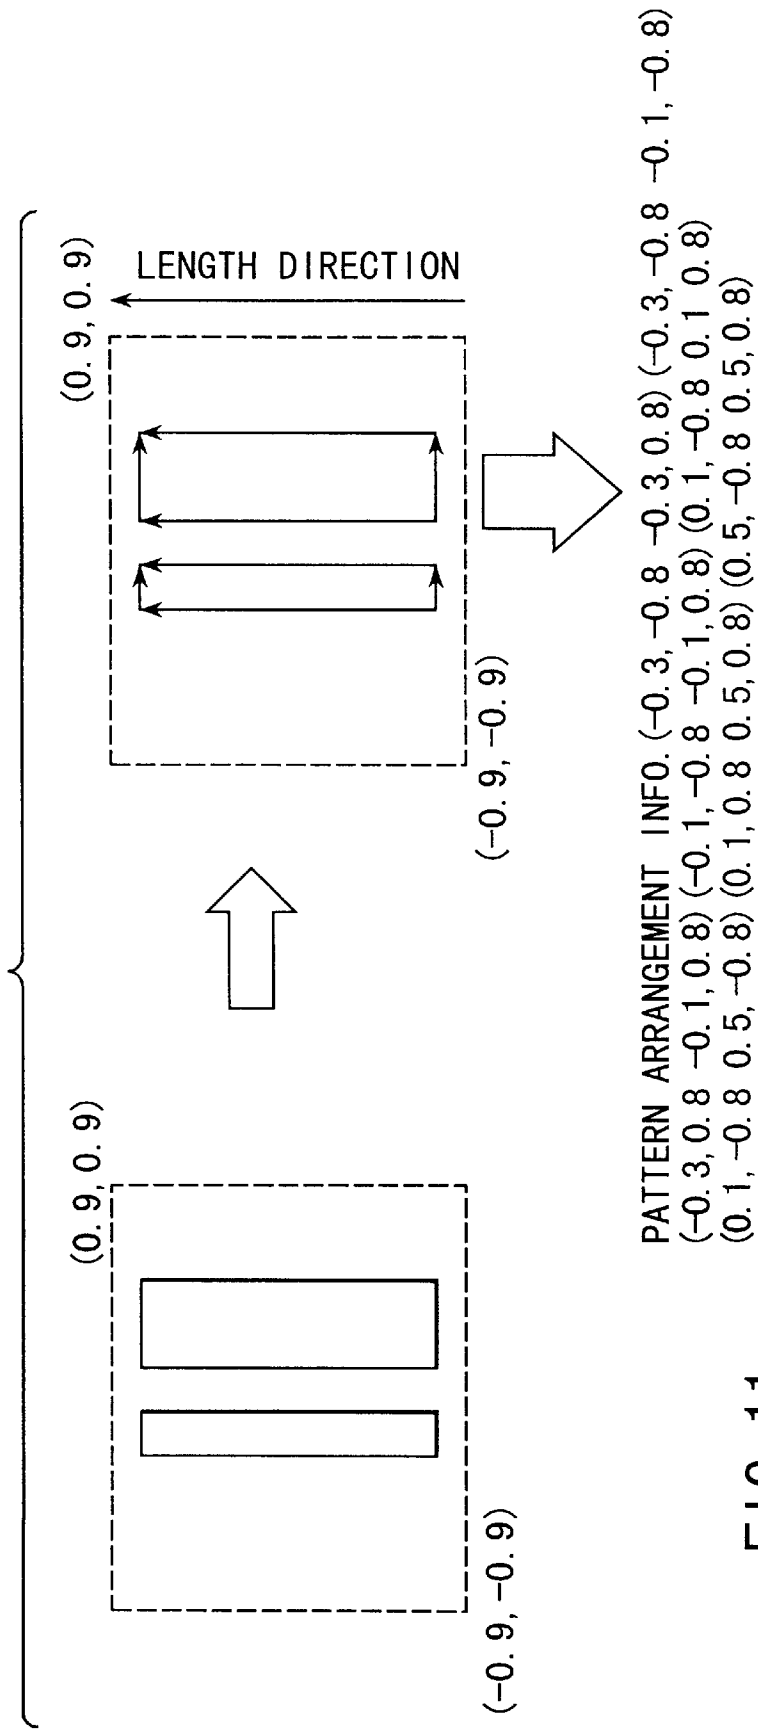 (0.9, 0.9)
(-0.9, -0.9)
(0.9, 0.9)
LENGTH DIRECTION
(-0.9, -0.9)
PATTERN ARRANGEMENT INFO. (-0.3, -0.8 -0.3, 0.8) (-0.3, -0.8 -0.1, -0.8)
(-0.3, 0.8 -0.1, 0.8) (-0.1, -0.8 -0.1, 0.8) (0.1, -0.8 0.1 0.8)
(0.1, -0.8 0.5, -0.8) (0.1, 0.8 0.5, 0.8) (0.5, -0.8 0.5, 0.8)
FIG. 11